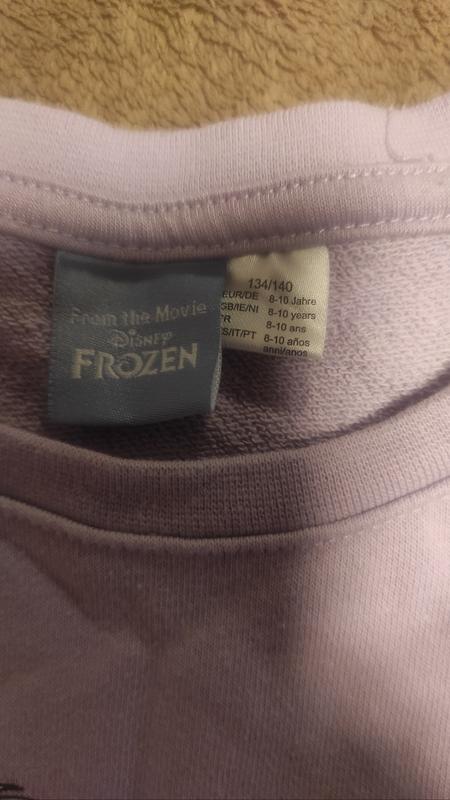 From the Movie
Disney
FROZEN
134/140
EUR/DE 8-10 Jahre
GB/IE/NI 8-10 years
FR 8-10 ans
ES/IT/PT 8-10 años
anni/anos